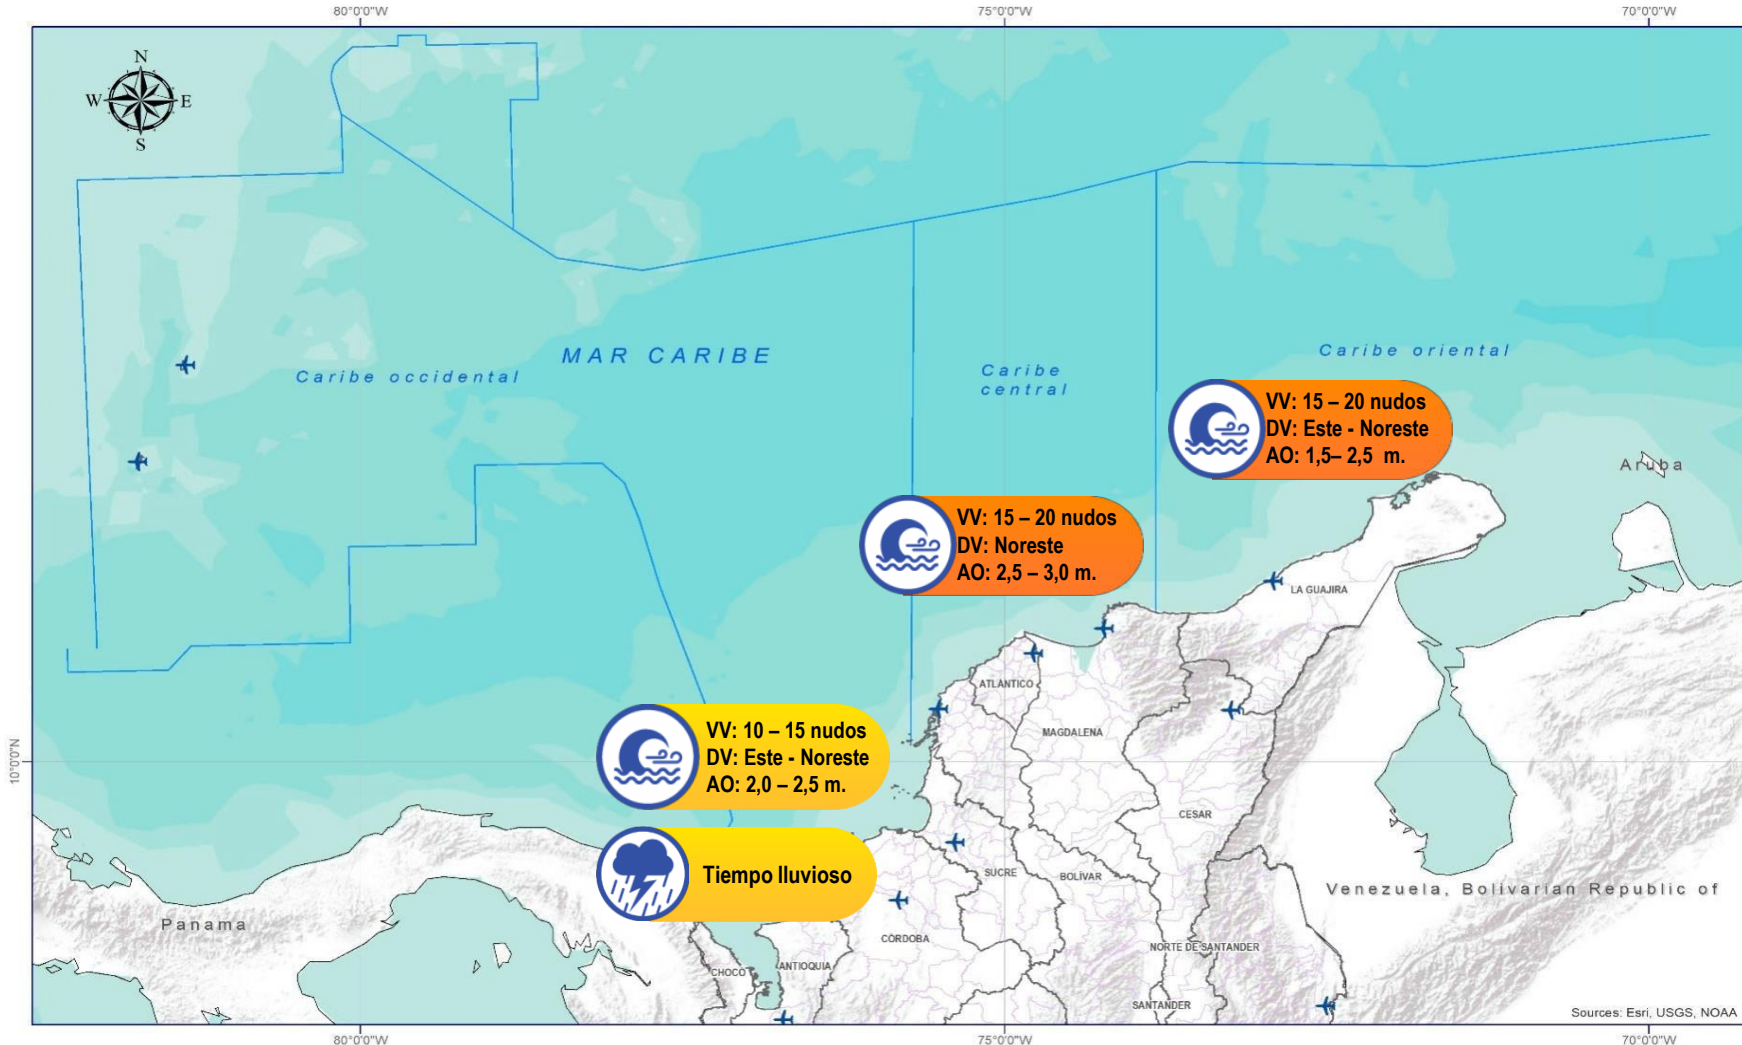 80°0'0"W
75°0'0"W
70°0'0"W
N
W
E
S
MAR CARIBE
Caribe occidental
Caribe
central
Caribe oriental
VV: 15 – 20 nudos
DV: Este - Noreste
AO: 1,5– 2,5 m.
Aruba
VV: 15 – 20 nudos
DV: Noreste
AO: 2,5 – 3,0 m.
LA GUAJIRA
ATLÁNTICO
MAGDALENA
10°0'0"N
VV: 10 – 15 nudos
DV: Este - Noreste
AO: 2,0 – 2,5 m.
CESAR
Tiempo lluvioso
SUCRE
BOLÍVAR
Venezuela, Bolivarian Republic of
Panama
CÓRDOBA
NORTE DE SANTANDER
CHOCÓ
ANTIOQUIA
SANTANDER
Sources: Esri, USGS, NOAA
80°0'0"W
75°0'0"W
70°0'0"W